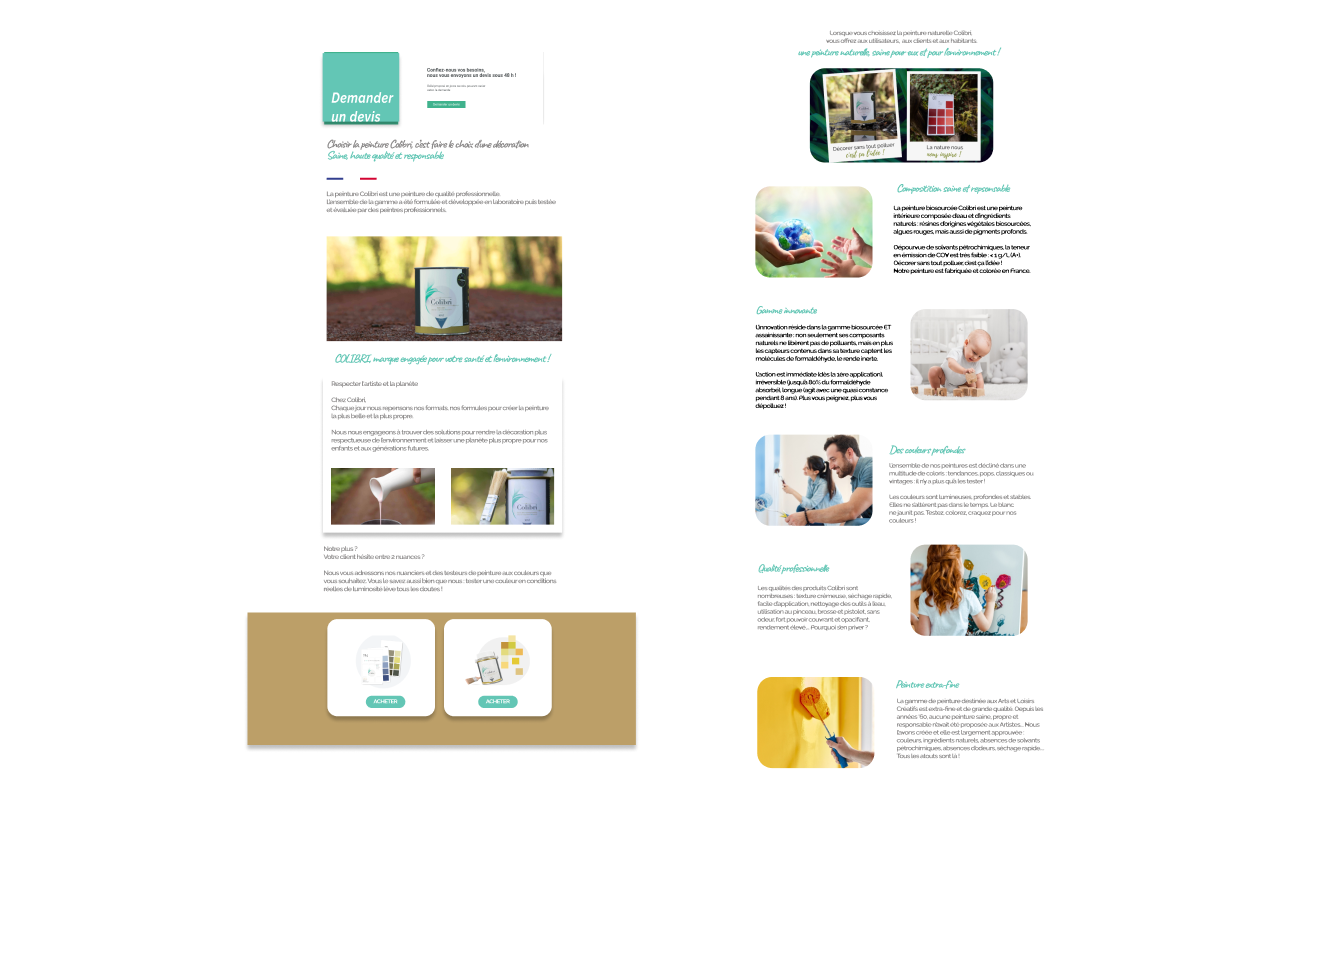 Demander
un devis
Confiez-nous vos besoins,
nous vous envoyons un devis sous 48 h !
Demander un devis
Choisir la peinture Colibri, c'est faire le choix d'une décoration
Saine, haute qualité et responsable
La peinture Colibri est une peinture de qualité professionnelle.
L'ensemble de la gamme a été formulée et développée en laboratoire puis testée
et évaluée par des peintres professionnels.
Colibri
COLIBRI, marque engagée pour votre santé et l'environnement !
Respecter l'artiste et la planète
Chez Colibri,
Chaque jour nous repensons nos formats, nos formules pour créer la peinture
la plus belle et la plus propre.
Nous nous engageons à trouver des solutions pour rendre la décoration plus
respectueuse de l'environnement et laisser une planète plus propre pour nos
enfants et aux générations futures.
Colibri
Notre plus ?
Votre client hésite entre 2 nuances ?
Nous vous adressons nos nuanciers et des testeurs de peinture aux couleurs que
vous souhaitez. Vous le savez aussi bien que nous : tester une couleur en conditions
réelles de luminosité lève tous les doutes !
ACHETER
ACHETER
Lorsque vous choisissez la peinture naturelle Colibri,
vous offrez aux utilisateurs, aux clients et aux habitants,
une peinture naturelle, saine pour eux et pour l'environnement !
Décorer sans tout polluer
c'est ça l'idée !
La nature nous
vous inspire !
Composition saine et repsonsable
La peinture biosourcée Colibri est une peinture
intérieure composée d'eau et d'ingrédients
naturels : résines d'origines végétales biosourcées,
algues rouges, mais aussi de pigments profonds.
Dépourvue de solvants pétrochimiques, la teneur
en émission de COV est très faible : < 1 g/L (A+).
Décorer sans tout polluer, c'est ça l'idée !
Notre peinture est fabriquée et colorée en France.
Gamme innovante
L'innovation réside dans la gamme biosourcée ET
assainissante : non seulement ses composants
naturels ne libèrent pas de polluants, mais en plus
les capteurs contenus dans sa texture captent les
molécules de formaldéhyde, le rende inerte.
L'action est immédiate (dès la 1ère application),
irréversible (jusqu'à 80% du formaldéhyde
absorbé), longue (agit avec une quasi constance
pendant 8 ans). Plus vous peignez, plus vous
dépolluez !
Des couleurs profondes
L'ensemble de nos peintures est décliné dans une
multitude de coloris : tendances, pops, classiques ou
vintages : il n'y a plus qu'à les tester !
Les couleurs sont lumineuses, profondes et stables.
Elles ne s'altèrent pas dans le temps. Le blanc
ne jaunit pas. Testez, colorez, craquez pour nos
couleurs !
Qualité professionnelle
Les qualités des produits Colibri sont
nombreuses : texture crémeuse, séchage rapide,
facile d'application, nettoyage des outils à l'eau,
utilisation au pinceau, brosse et pistolet, sans
odeur, fort pouvoir couvrant et opacifiant,
rendement élevé... Pourquoi s'en priver ?
Peinture extra-fine
La gamme de peinture destinée aux Arts et Loisirs
Créatifs est extra-fine et de grande qualité. Depuis les
années '60, aucune peinture saine, propre et
responsable n'avait été proposée aux Artistes... Nous
l'avons créée et elle est largement approuvée :
couleurs, ingrédients naturels, absences de solvants
pétrochimiques, absences d'odeurs, séchage rapide...
Tous les atouts sont là !